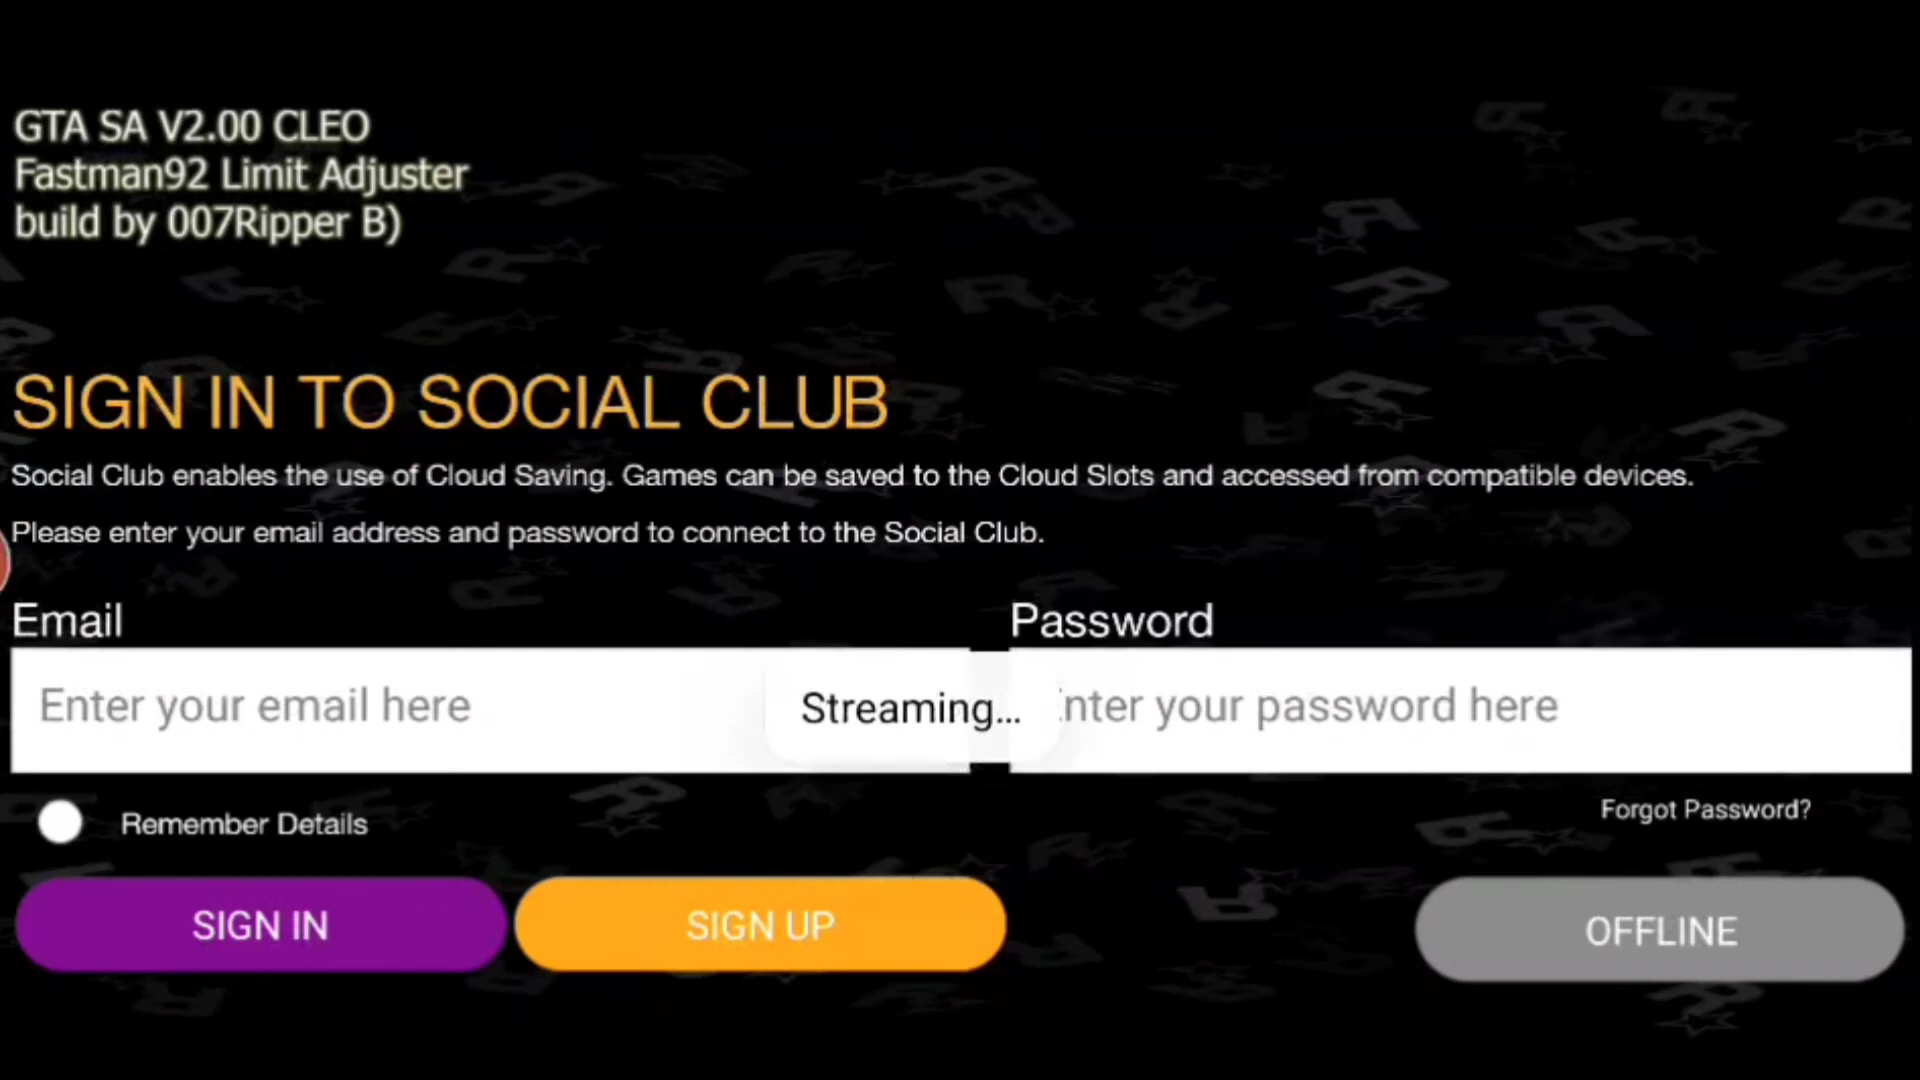 GTA SA V2.00 CLEO
Fastman92 Limit Adjuster
build by 007Ripper B)
SIGN IN TO SOCIAL CLUB
Social Club enables the use of Cloud Saving. Games can be saved to the Cloud Slots and accessed from compatible devices.
Please enter your email address and password to connect to the Social Club.
Email
Password
Enter your email here
Streaming...
nter your password here
Remember Details
Forgot Password?
SIGN IN
SIGN UP
OFFLINE